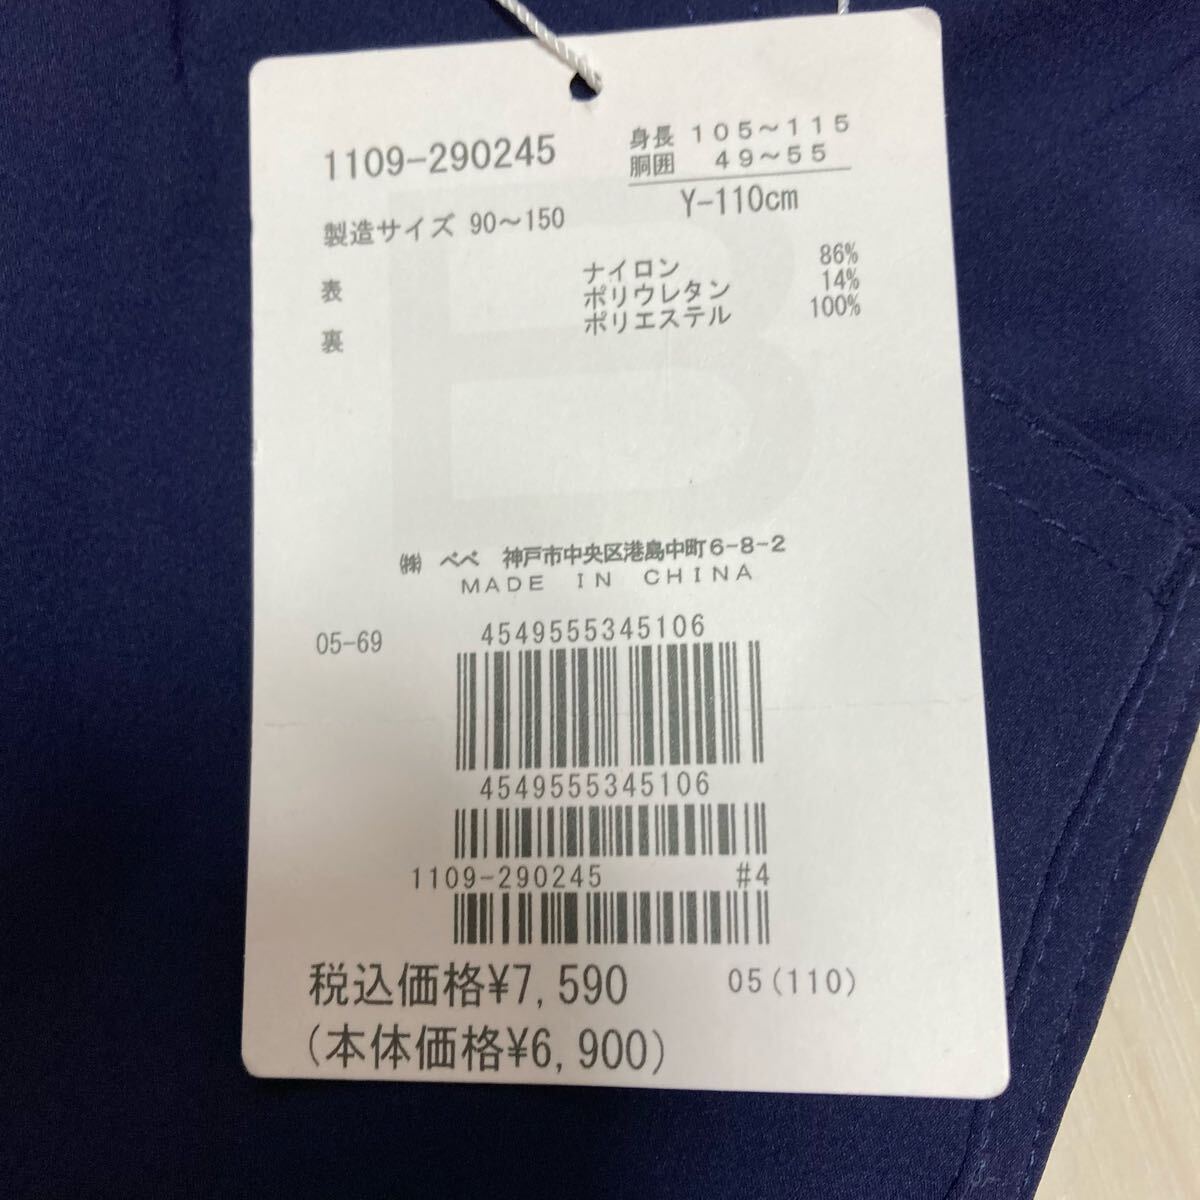 1109-290245
身長 105～115
胴囲 49～55
Y-110cm
製造サイズ 90～150
表 ナイロン 86%
ポリウレタン 14%
裏 ポリエステル 100%
㈱ べべ 神戸市中央区港島中町6-8-2
MADE IN CHINA
05-69
4549555345106
4549555345106
1109-290245 #4
税込価格¥7,590
05(110)
(本体価格¥6,900)